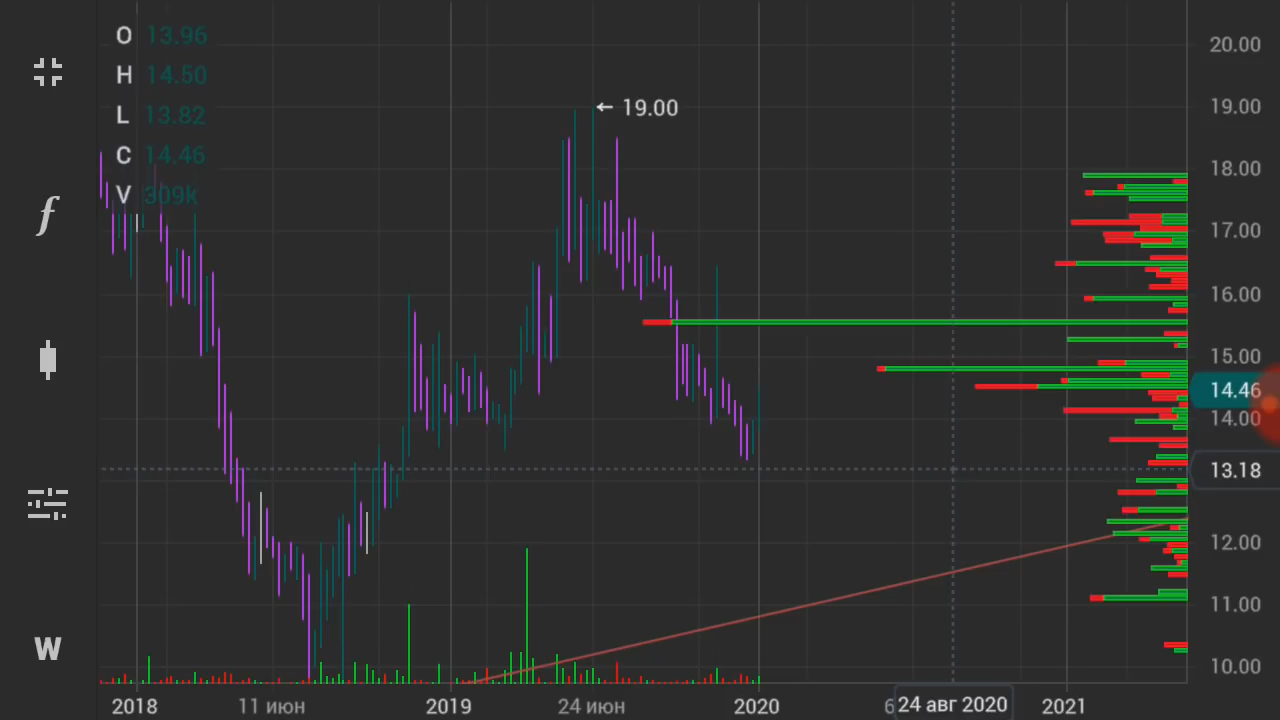 O 13.96
H 14.50
L 13.82
C 14.46
V 309k
← 19.00
20.00
19.00
18.00
17.00
16.00
15.00
14.46
14.00
13.18
12.00
11.00
10.00
f
W
2018 11 июн 2019 24 июн 2020 6 24 авг 2020 2021